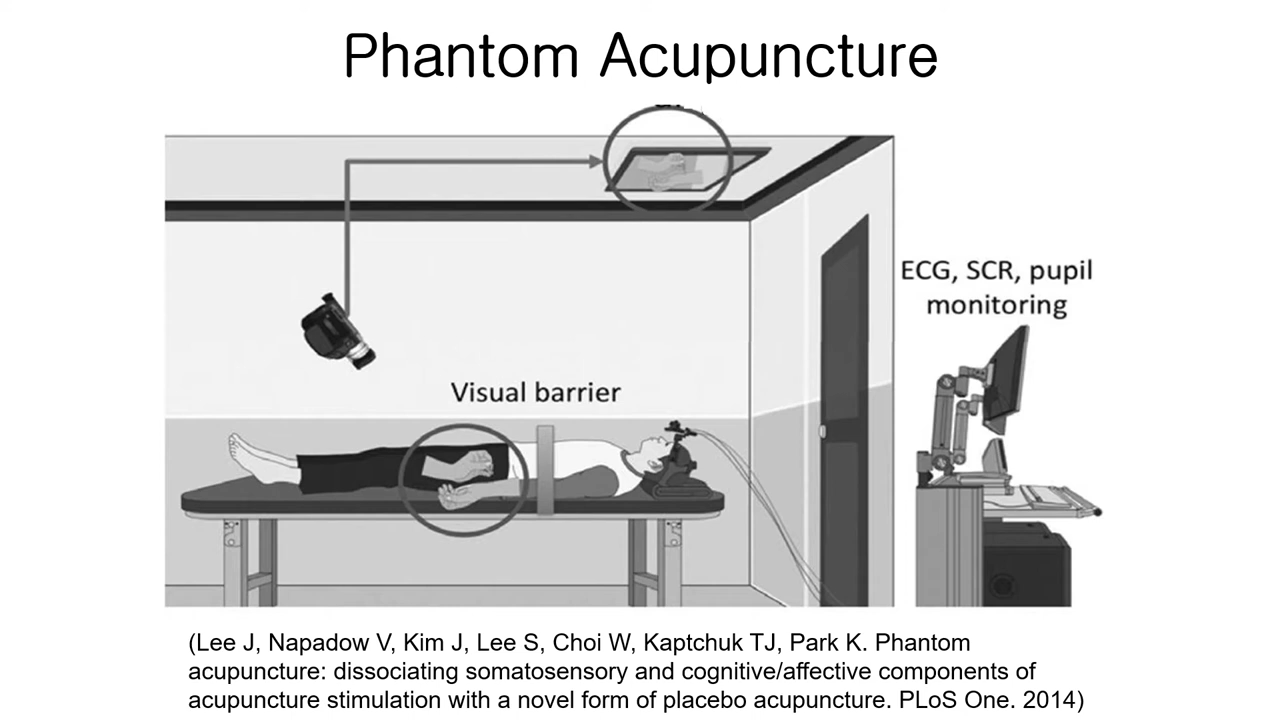 Phantom Acupuncture
ECG, SCR, pupil
monitoring
Visual barrier
(Lee J, Napadow V, Kim J, Lee S, Choi W, Kaptchuk TJ, Park K. Phantom
acupuncture: dissociating somatosensory and cognitive/affective components of
acupuncture stimulation with a novel form of placebo acupuncture. PLoS One. 2014)